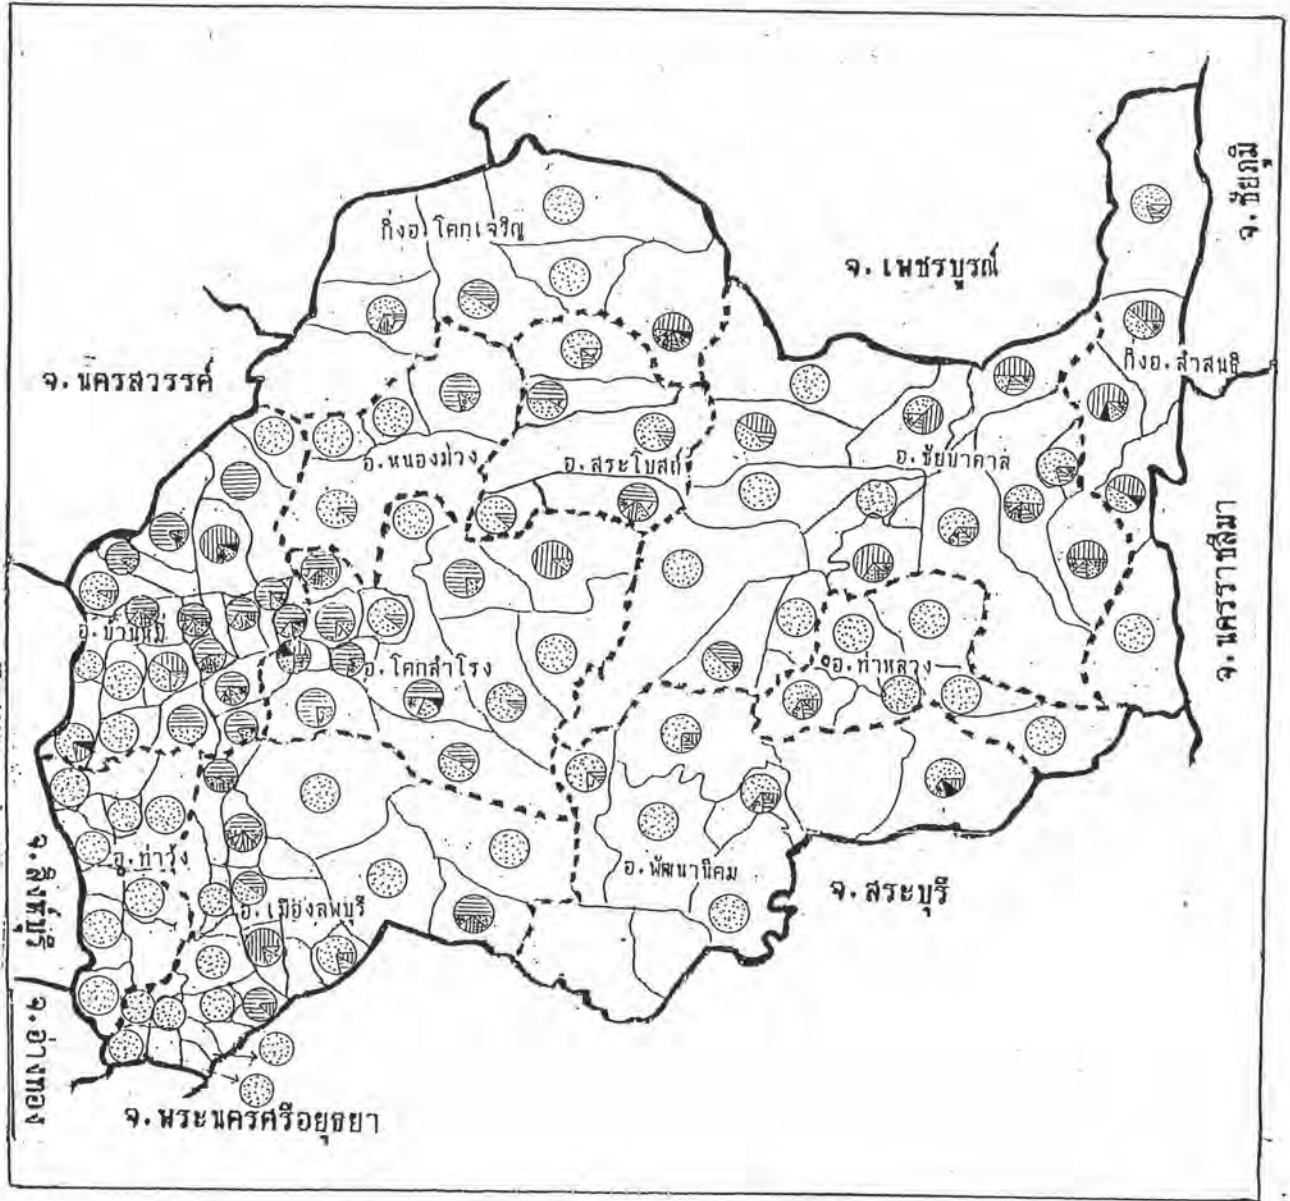 กิ่งอ.โคกเจริญ
จ.เพชรบูรณ์
จ.ชัยภูมิ
จ.นครสวรรค์
กิ่งอ.ลำสนธิ
อ.หนองม่วง
อ.สระโบสถ์
อ.ชัยบาดาล
จ.นครราชสีมา
อ.บ้านหมี่
อ.โคกสำโรง
อ.ท่าหลวง
อ.ท่าวุ้ง
อ.พัฒนานิคม
จ.สระบุรี
จ.สิงห์บุรี
อ.เมืองลพบุรี
จ.อ่างทอง
จ.พระนครศรีอยุธยา